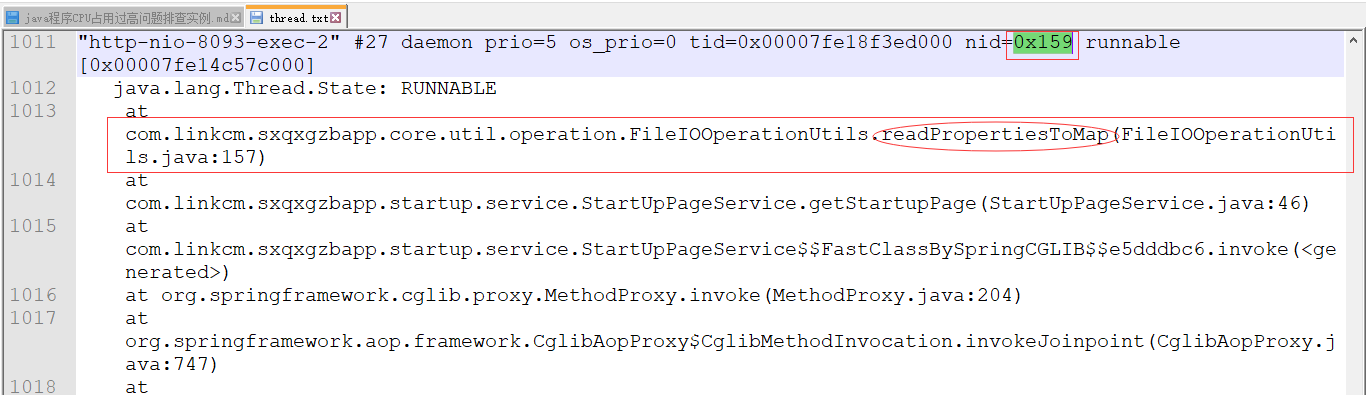 java程序CPU占用过高问题排查实例.md
thread.txt
1011 "http-nio-8093-exec-2" #27 daemon prio=5 os_prio=0 tid=0x00007fe18f3ed000 nid=0x159 runnable
[0x00007fe14c57c000]
1012 java.lang.Thread.State: RUNNABLE
1013 at
com.linkcm.sxqxgzbapp.core.util.operation.FileIOOperationUtils.readPropertiesToMap(FileIOOperationUti
ls.java:157)
1014 at
com.linkcm.sxqxgzbapp.startup.service.StartUpPageService.getStartupPage(StartUpPageService.java:46)
1015 at
com.linkcm.sxqxgzbapp.startup.service.StartUpPageService$$FastClassBySpringCGLIB$$e5dddbc6.invoke(<ge
nerated>)
1016 at org.springframework.cglib.proxy.MethodProxy.invoke(MethodProxy.java:204)
1017 at
org.springframework.aop.framework.CglibAopProxy$CglibMethodInvocation.invokeJoinpoint(CglibAopProxy.j
ava:747)
1018 at